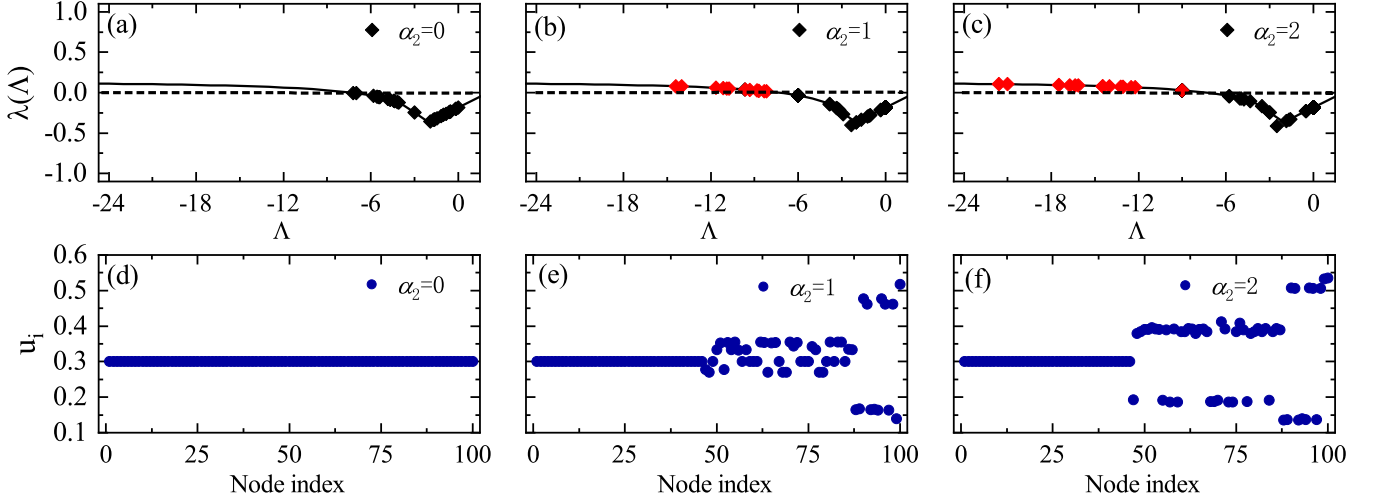 (a) ◆ α₂=0
(b) ◆ α₂=1
(c) ◆ α₂=2
λ(Λ)
1.0
0.5
0.0
-0.5
-1.0
-24 -18 -12 -6 0
-24 -18 -12 -6 0
-24 -18 -12 -6 0
Λ
Λ
Λ
(d) ● α₂=0
(e) ● α₂=1
(f) ● α₂=2
uᵢ
0.6
0.5
0.4
0.3
0.2
0.1
0 25 50 75 100
0 25 50 75 100
0 25 50 75 100
Node index
Node index
Node index